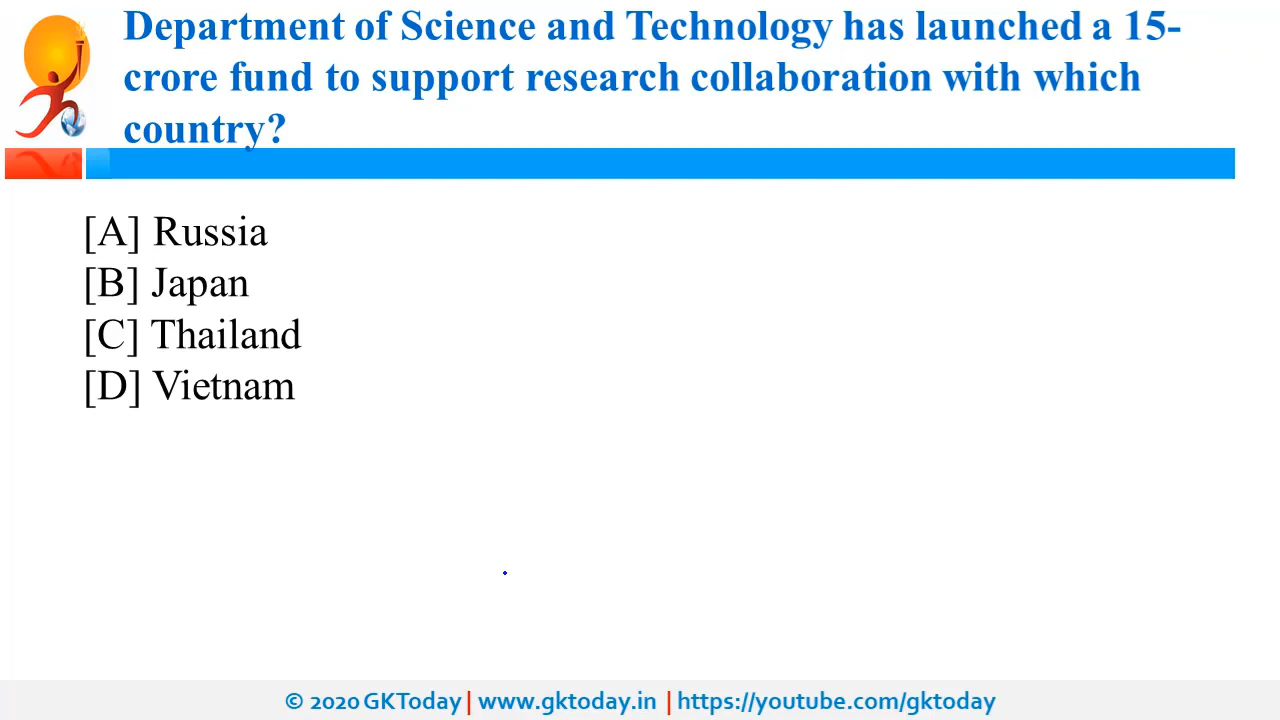 Department of Science and Technology has launched a 15-
crore fund to support research collaboration with which
country?
[A] Russia
[B] Japan
[C] Thailand
[D] Vietnam
© 2020 GKToday | www.gktoday.in | https://youtube.com/gktoday